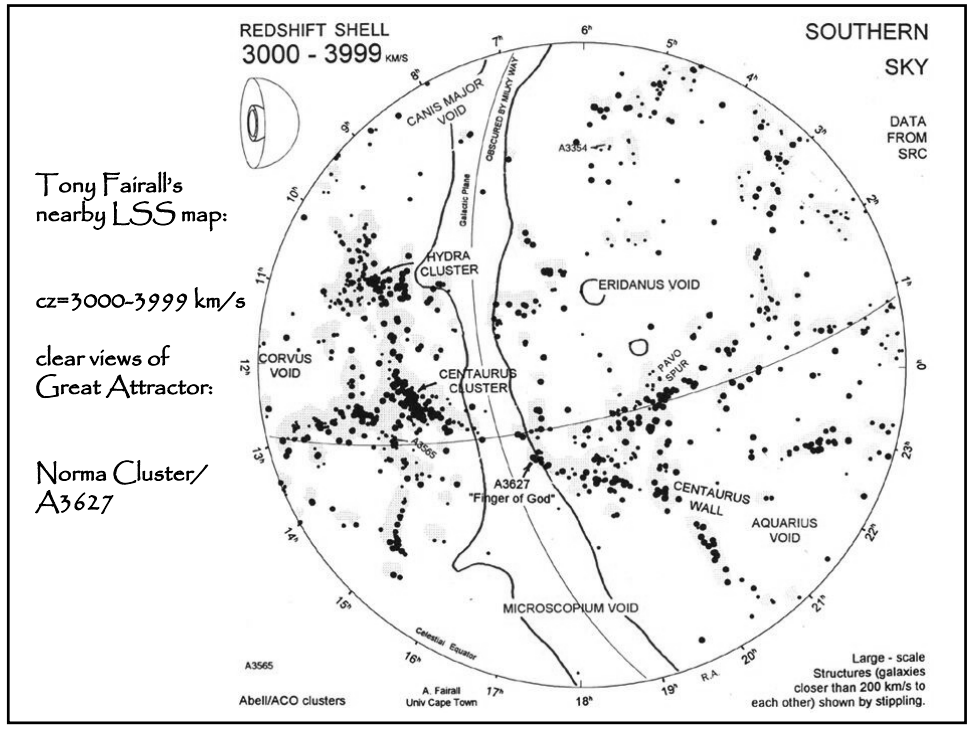 REDSHIFT SHELL
3000 - 3999 KM/S
SOUTHERN
SKY
DATA
FROM
SRC
Tony Fairall's
nearby LSS map:
cz=3000-3999 km/s
clear views of
Great Attractor:
Norma Cluster/
A3627
7h
6h
5h
4h
3h
2h
1h
0h
23h
22h
21h
20h
19h
18h
17h
16h
15h
14h
13h
12h
11h
10h
9h
8h
CANIS MAJOR
VOID
OBSCURED BY MILKY WAY
Galactic Plane
A3354
HYDRA
CLUSTER
ERIDANUS VOID
CORVUS
VOID
CENTAURUS
CLUSTER
PAVO
SPUR
A3565
A3627
"Finger of God"
CENTAURUS
WALL
AQUARIUS
VOID
MICROSCOPIUM VOID
Celestial Equator
R.A.
A3565
Abell/ACO clusters
A. Fairall
Univ Cape Town
Large - scale
Structures (galaxies
closer than 200 km/s to
each other) shown by stippling.